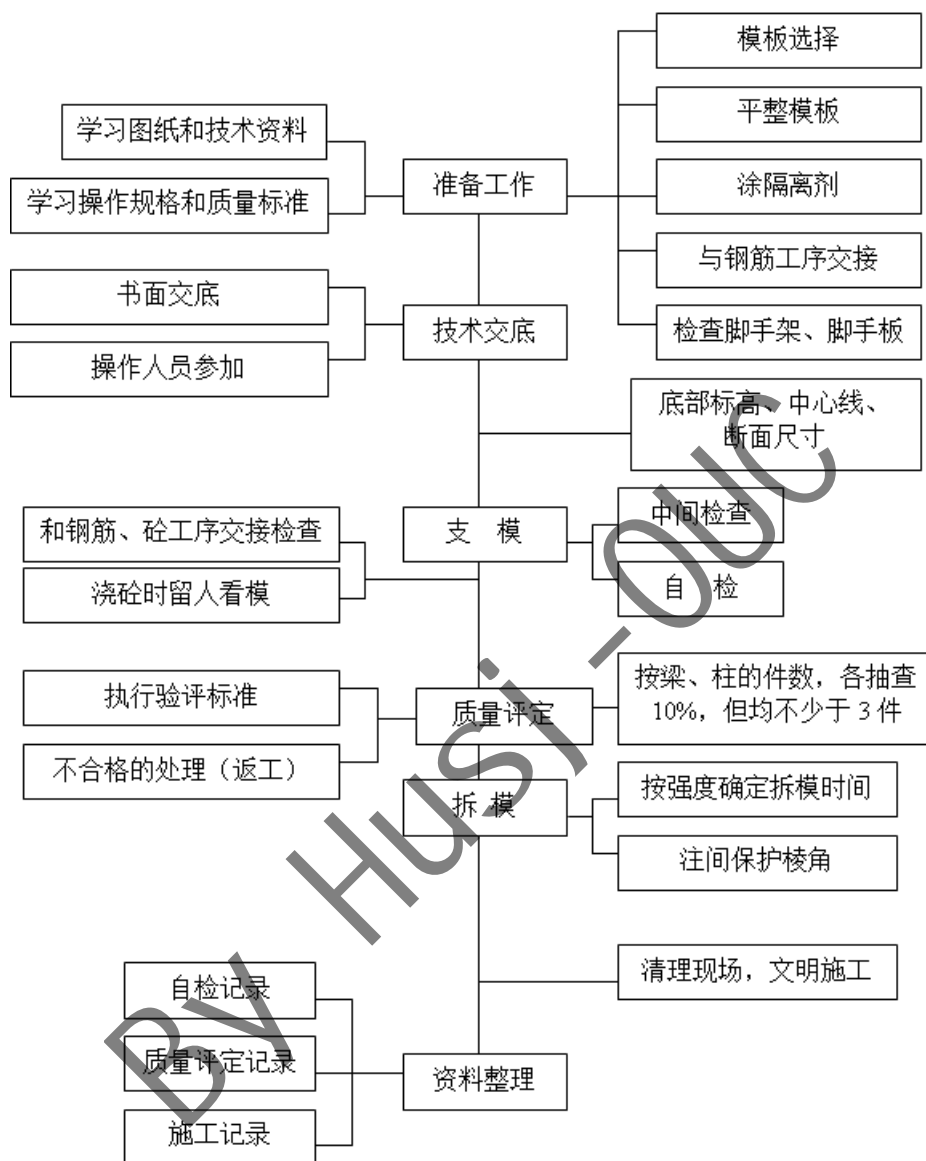 模板选择
平整模板
学习图纸和技术资料
准备工作
涂隔离剂
学习操作规格和质量标准
与钢筋工序交接
书面交底
技术交底
检查脚手架、脚手板
操作人员参加
底部标高、中心线、
断面尺寸
中间检查
和钢筋、砼工序交接检查
支 模
浇砼时留人看模
自 检
执行验评标准
质量评定
按梁、柱的件数，各抽查
10%，但均不少于 3 件
不合格的处理（返工）
拆 模
按强度确定拆模时间
注间保护棱角
清理现场，文明施工
自检记录
质量评定记录
资料整理
施工记录
By Husj-OUC